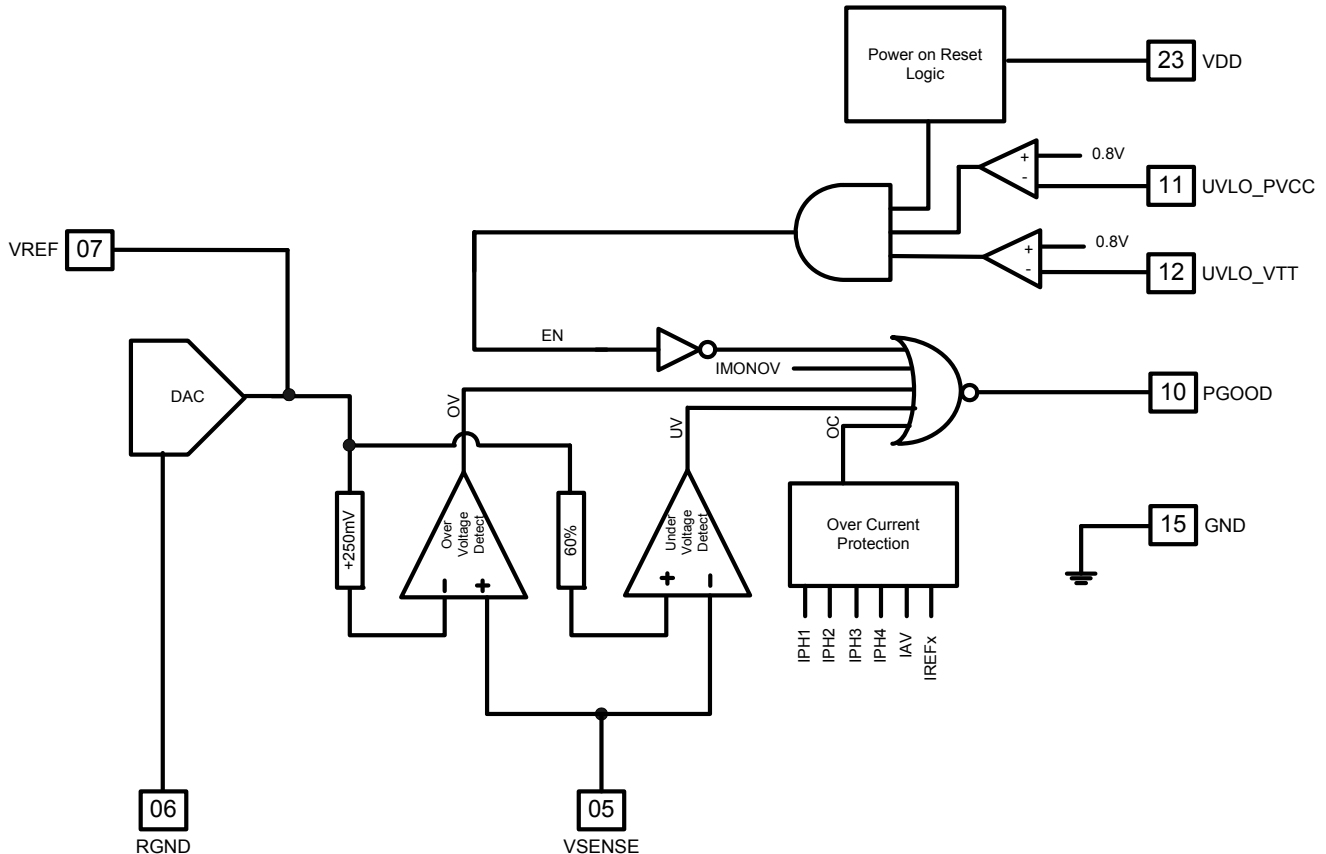 Power on Reset
Logic
23
VDD
+
0.8V
-
11
UVLO_PVCC
+
0.8V
-
12
UVLO_VTT
VREF
07
EN
IMONOV
DAC
OV
UV
OC
10
PGOOD
+250mV
Over
Voltage
Detect
-
+
60%
Under
Voltage
Detect
+
-
Over Current
Protection
15
GND
IPH1
IPH2
IPH3
IPH4
IAV
IREFx
06
RGND
05
VSENSE